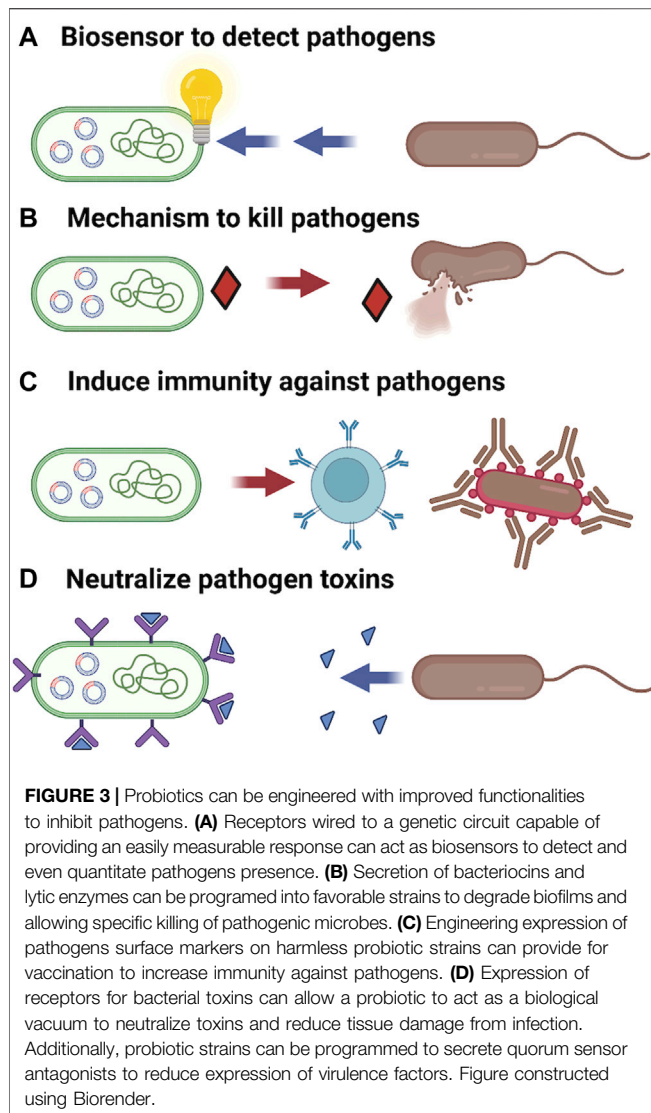 A Biosensor to detect pathogens
B Mechanism to kill pathogens
C Induce immunity against pathogens
D Neutralize pathogen toxins
FIGURE 3 | Probiotics can be engineered with improved functionalities
to inhibit pathogens. (A) Receptors wired to a genetic circuit capable of
providing an easily measurable response can act as biosensors to detect and
even quantitate pathogens presence. (B) Secretion of bacteriocins and
lytic enzymes can be programed into favorable strains to degrade biofilms and
allowing specific killing of pathogenic microbes. (C) Engineering expression of
pathogens surface markers on harmless probiotic strains can provide for
vaccination to increase immunity against pathogens. (D) Expression of
receptors for bacterial toxins can allow a probiotic to act as a biological
vacuum to neutralize toxins and reduce tissue damage from infection.
Additionally, probiotic strains can be programmed to secrete quorum sensor
antagonists to reduce expression of virulence factors. Figure constructed
using Biorender.